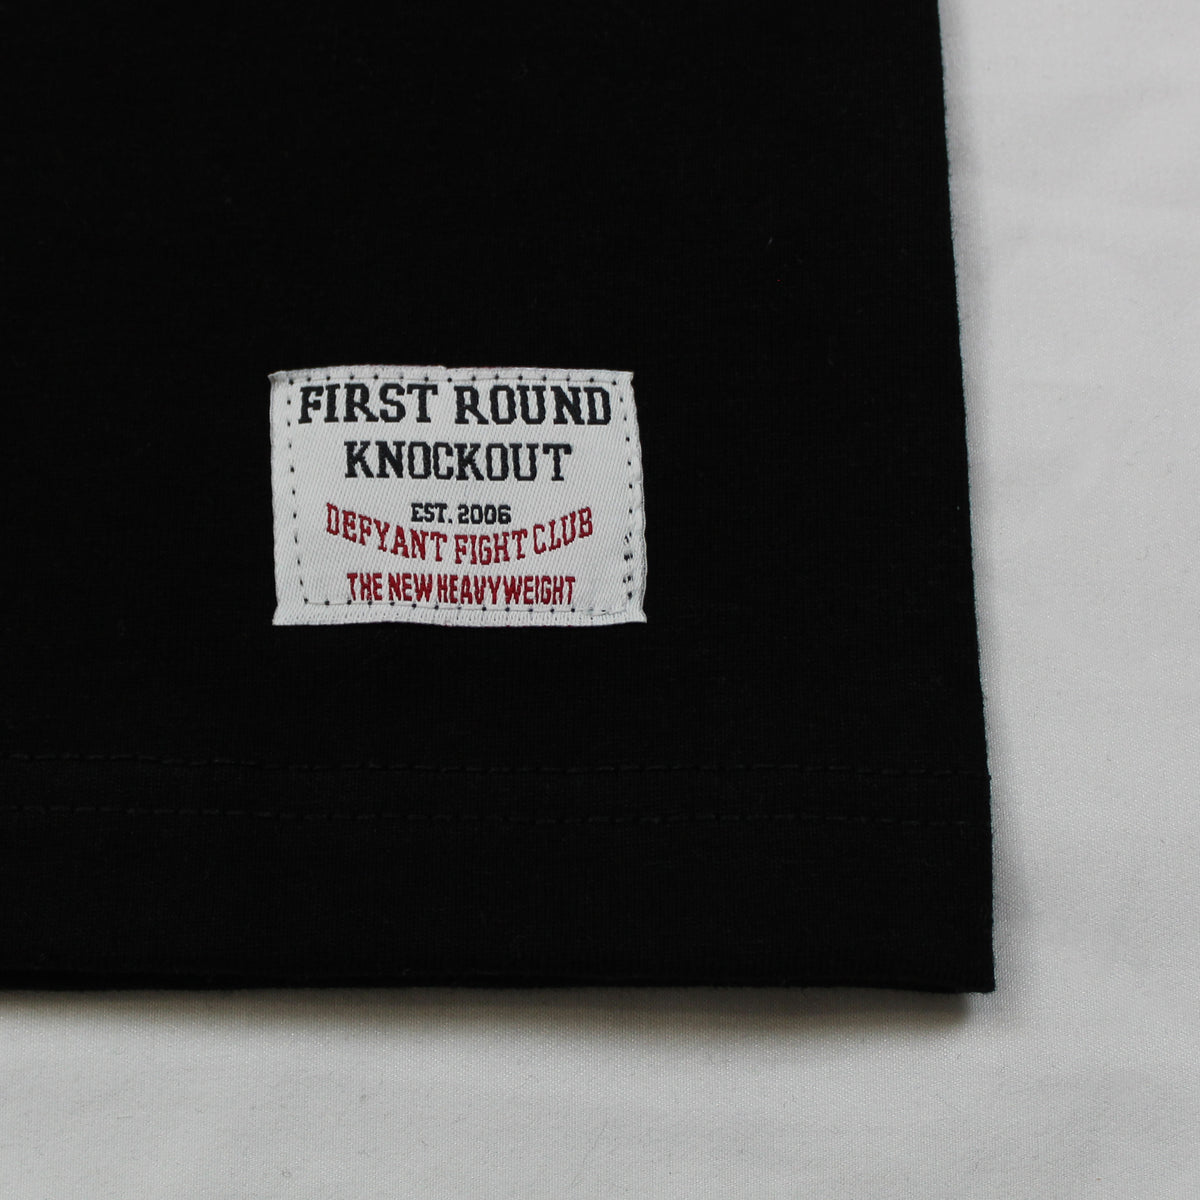 FIRST ROUND
KNOCKOUT
EST. 2006
DEFYANT FIGHT CLUB
THE NEW HEAVYWEIGHT